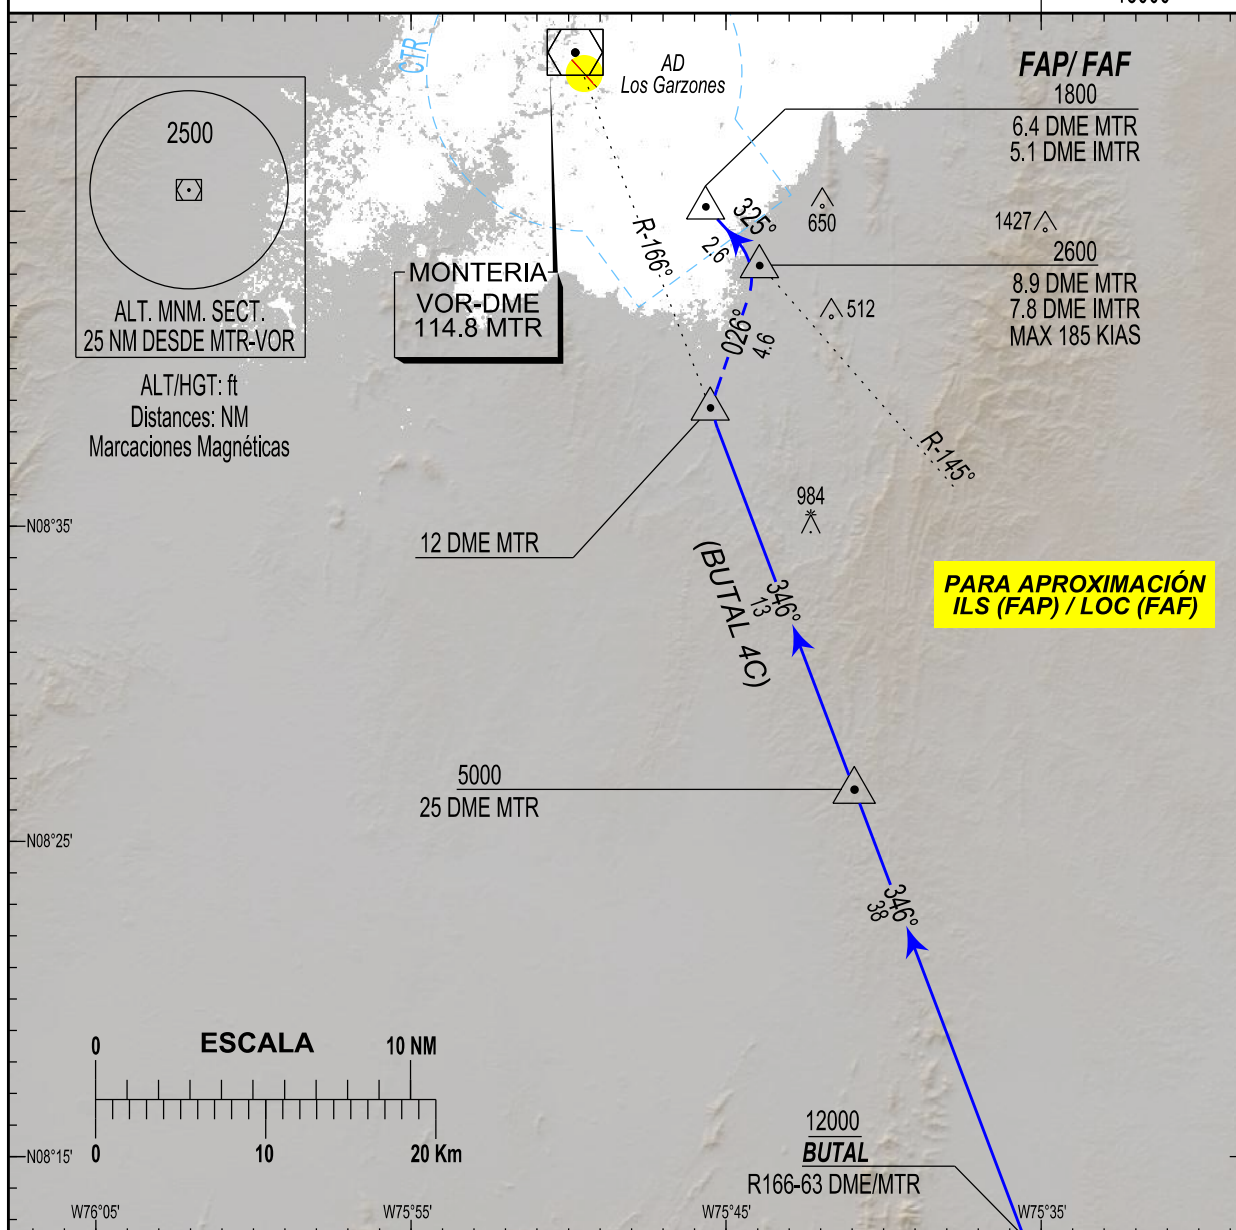 CTR
AD
Los Garzones
FAP/ FAF
1800
6.4 DME MTR
5.1 DME IMTR
2500
ALT. MNM. SECT.
25 NM DESDE MTR-VOR
ALT/HGT: ft
Distances: NM
Marcaciones Magnéticas
MONTERIA
VOR-DME
114.8 MTR
R-166°
325°
2.6
650
1427
2600
8.9 DME MTR
7.8 DME IMTR
MAX 185 KIAS
512
026°
4.6
R-145°
984
N08°35'
12 DME MTR
(BUTAL 4C)
346°
13
PARA APROXIMACIÓN
ILS (FAP) / LOC (FAF)
5000
25 DME MTR
N08°25'
346°
38
ESCALA
0
10 NM
0
10
20 Km
12000
BUTAL
R166-63 DME/MTR
N08°15'
W76°05'
W75°55'
W75°45'
W75°35'